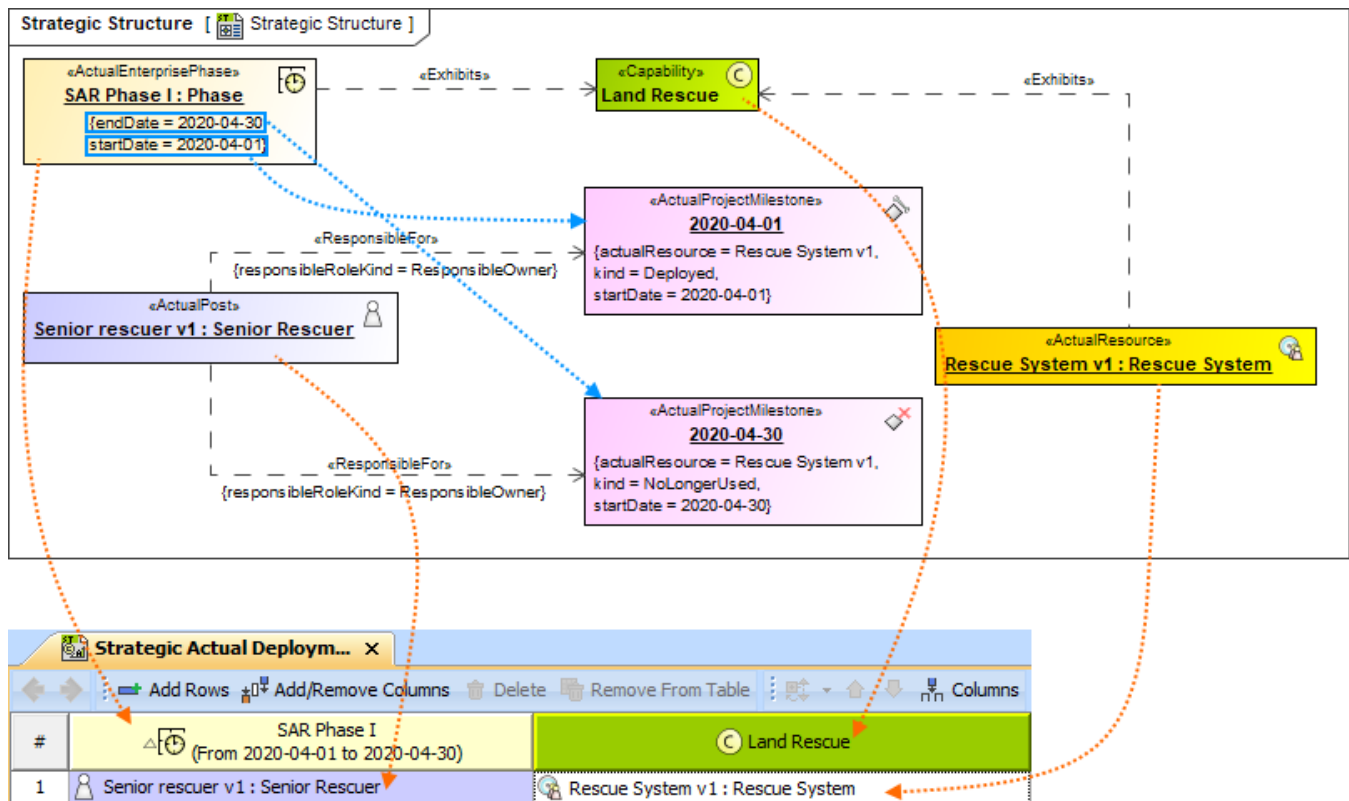 Strategic Structure [ Strategic Structure ]
«ActualEnterprisePhase»
SAR Phase I : Phase
{endDate = 2020-04-30
startDate = 2020-04-01}
«Exhibits»
«Capability»
C
Land Rescue
«Exhibits»
«ActualProjectMilestone»
2020-04-01
{actualResource = Rescue System v1,
kind = Deployed,
startDate = 2020-04-01}
«ResponsibleFor»
{responsibleRoleKind = ResponsibleOwner}
«ActualPost»
Senior rescuer v1 : Senior Rescuer
«ActualResource»
Rescue System v1 : Rescue System
«ActualProjectMilestone»
2020-04-30
{actualResource = Rescue System v1,
kind = NoLongerUsed,
startDate = 2020-04-30}
«ResponsibleFor»
{responsibleRoleKind = ResponsibleOwner}
Strategic Actual Deploym... X
Add Rows Add/Remove Columns Delete Remove From Table Columns
# SAR Phase I
(From 2020-04-01 to 2020-04-30)
C Land Rescue
1 Senior rescuer v1 : Senior Rescuer Rescue System v1 : Rescue System